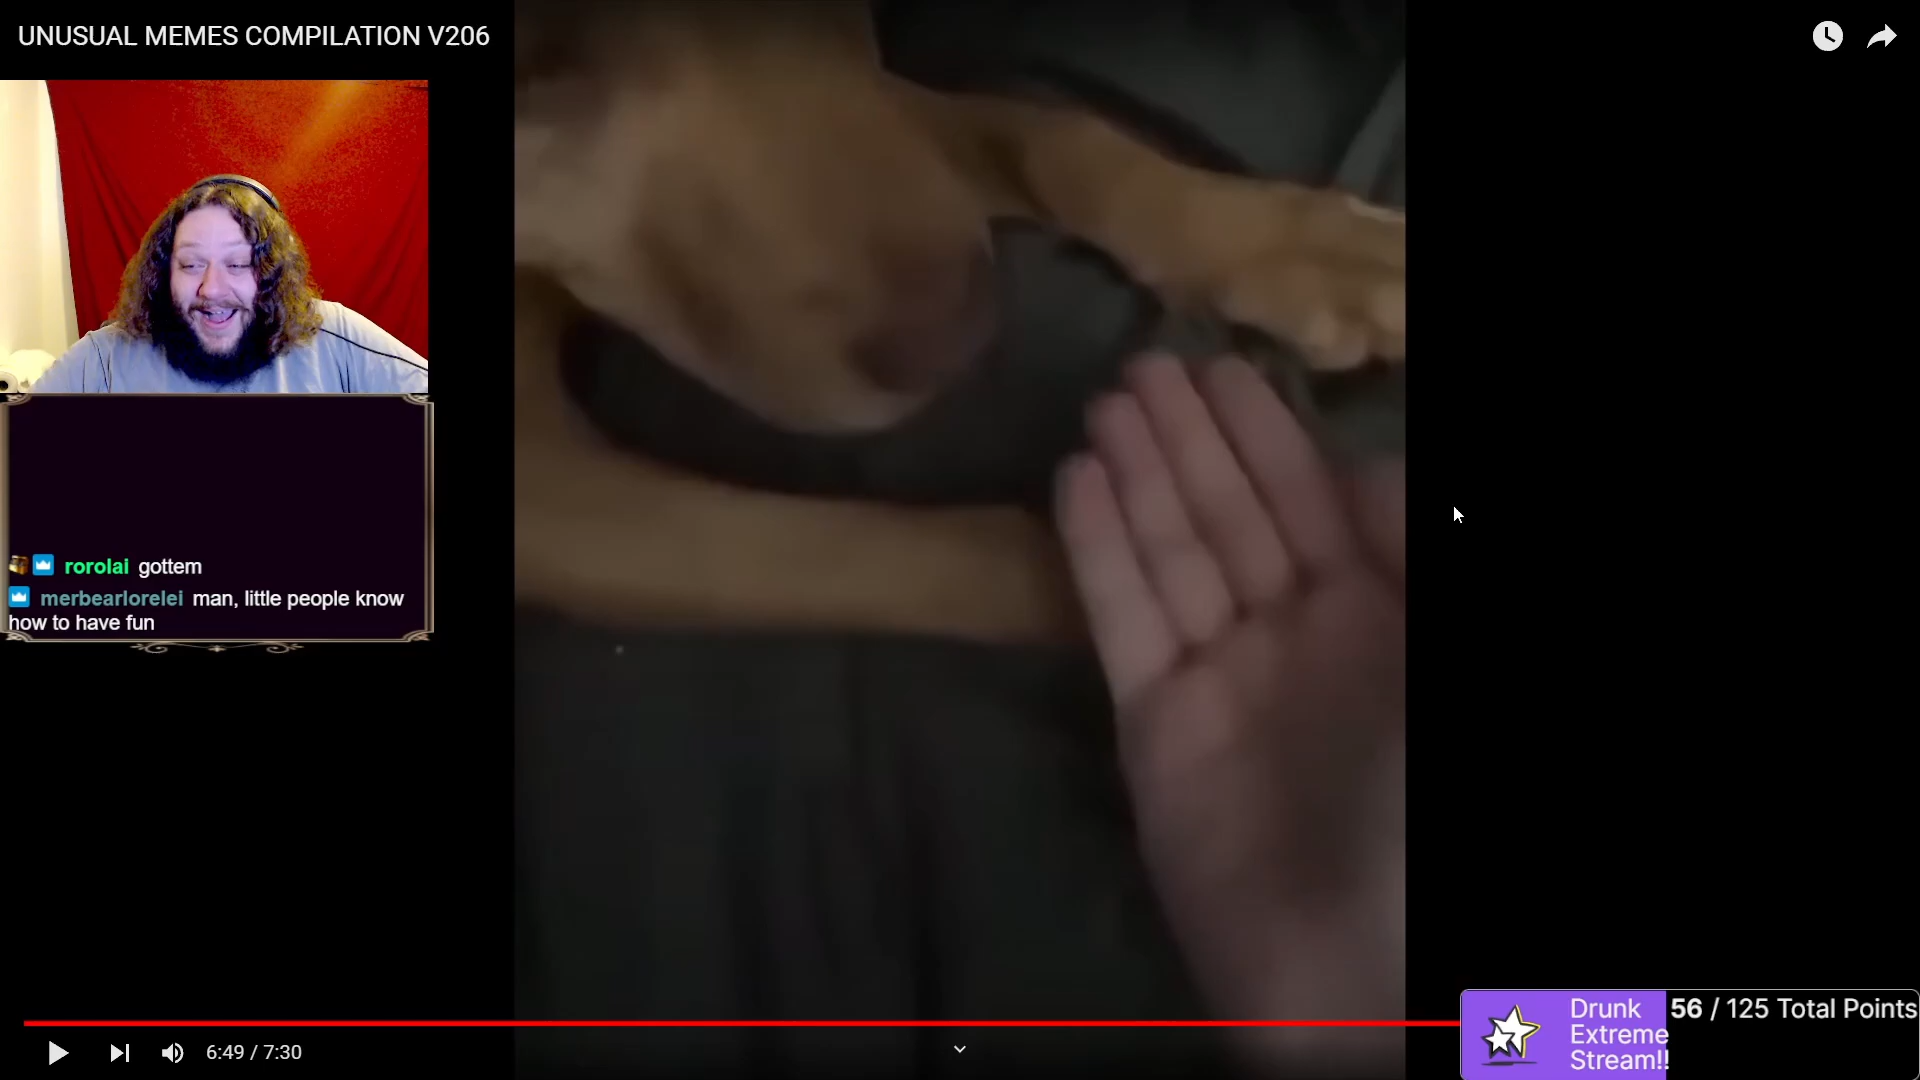 UNUSUAL MEMES COMPILATION V206
rorolai gottem
merbearlorelei man, little people know
how to have fun
6:49 / 7:30
Drunk
Extreme
Stream!!
56 / 125 Total Points